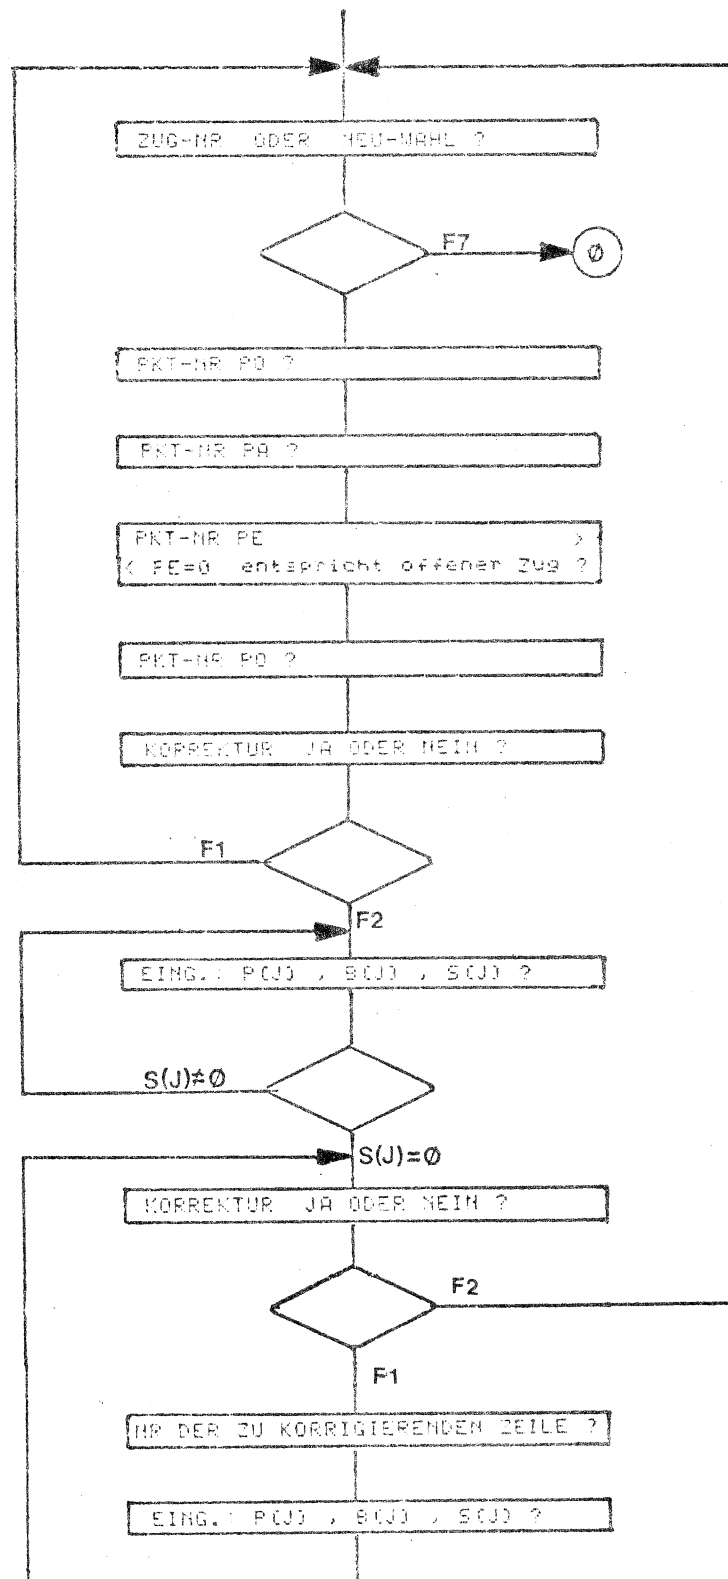 ZUG-NR ODER NEU-WAHL ?
F7
Ø
PKT-NR PO ?
PKT-NR PA ?
PKT-NR PE >
< PE=0 entspricht offener Zug ?
PKT-NR PO ?
KORREKTUR JA ODER NEIN ?
F1
F2
EING.: P(J) , B(J) , S(J) ?
S(J)≠Ø
S(J)=Ø
KORREKTUR JA ODER NEIN ?
F2
F1
NR DER ZU KORRIGIERENDEN ZEILE ?
EING.: P(J) , B(J) , S(J) ?